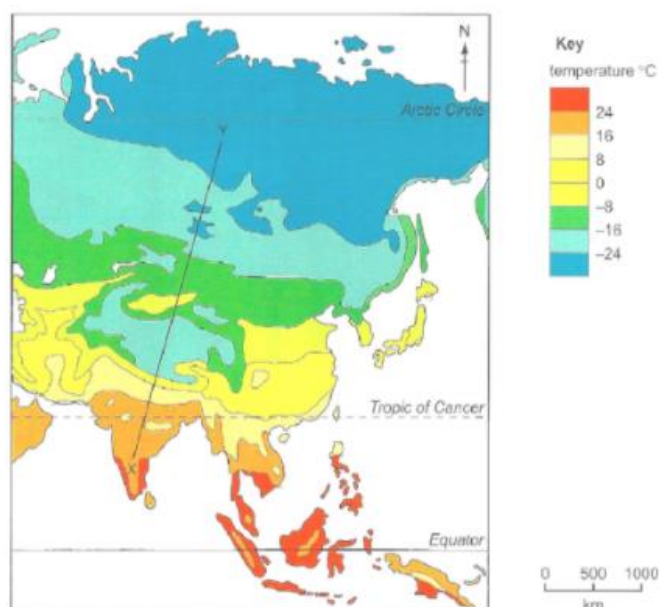 N
Arctic Circle
Y
X
Tropic of Cancer
Equator
Key
temperature °C
24
16
8
0
–8
–16
–24
0 500 1000
km